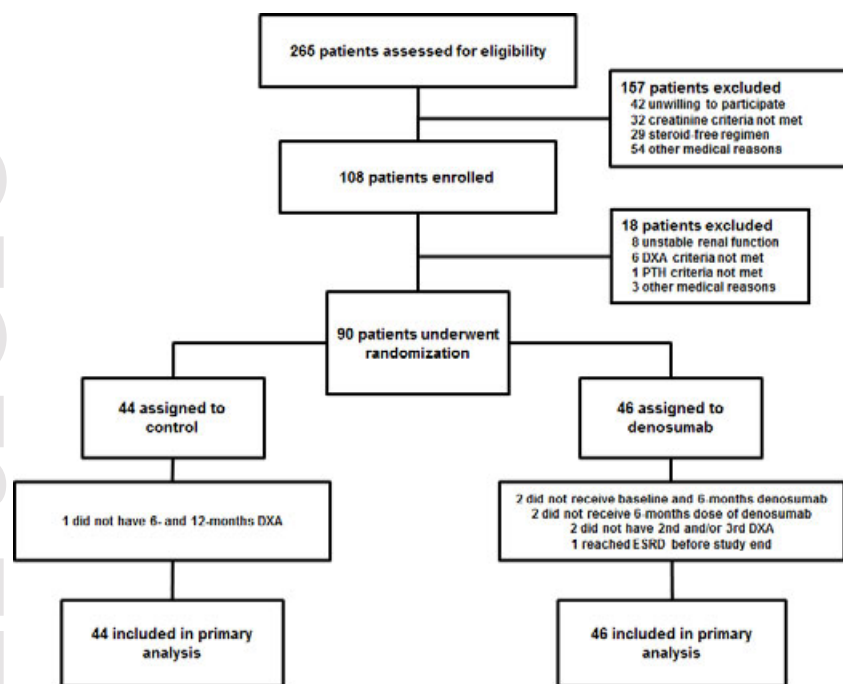 265 patients assessed for eligibility
157 patients excluded
42 unwilling to participate
32 creatinine criteria not met
29 steroid-free regimen
54 other medical reasons
108 patients enrolled
18 patients excluded
8 unstable renal function
6 DXA criteria not met
1 PTH criteria not met
3 other medical reasons
90 patients underwent
randomization
44 assigned to
control
46 assigned to
denosumab
1 did not have 6- and 12-months DXA
2 did not receive baseline and 6-months denosumab
2 did not receive 6-months dose of denosumab
2 did not have 2nd and/or 3rd DXA
1 reached ESRD before study end
44 included in primary
analysis
46 included in primary
analysis